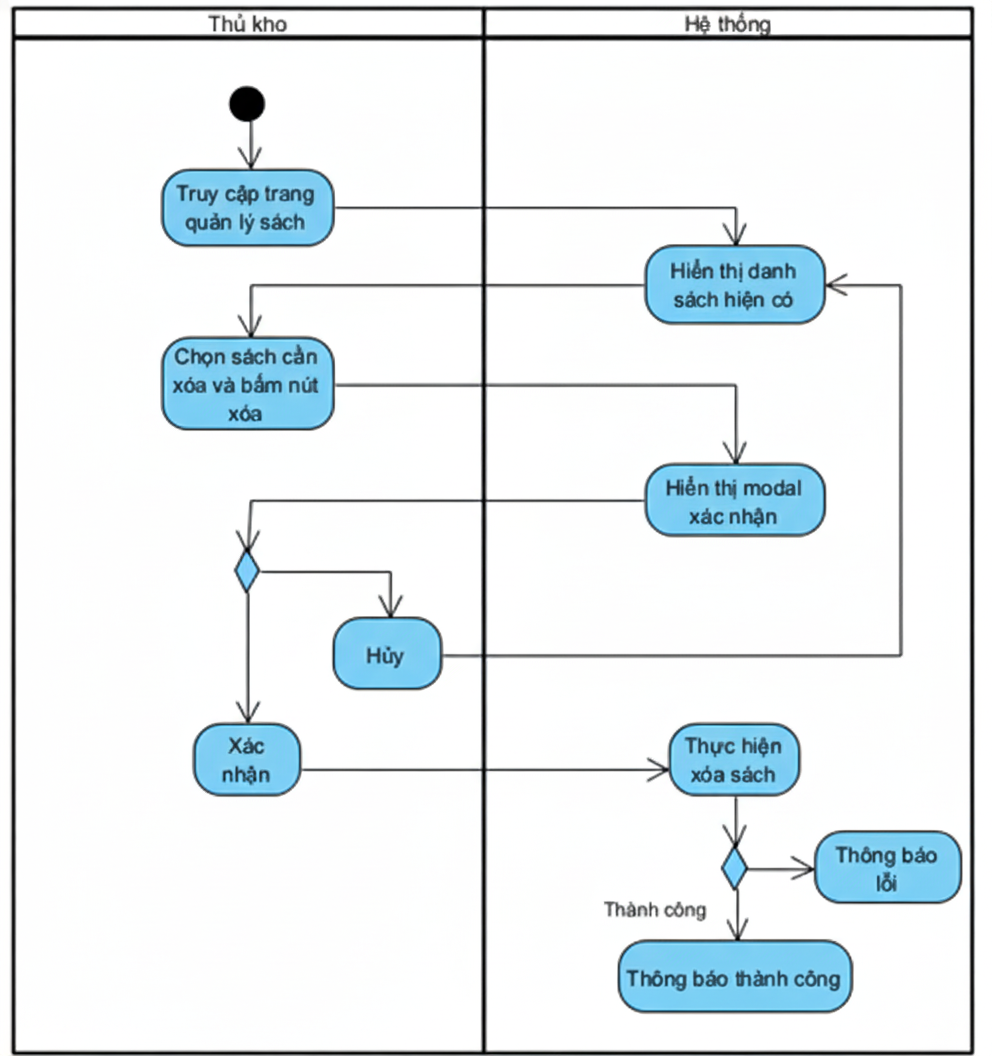 Thủ kho
Hệ thống
Truy cập trang
quản lý sách
Hiển thị danh
sách hiện có
Chọn sách cần
xóa và bấm nút
xóa
Hiển thị modal
xác nhận
Hủy
Xác
nhận
Thực hiện
xóa sách
Thông báo
lỗi
Thành công
Thông báo thành công